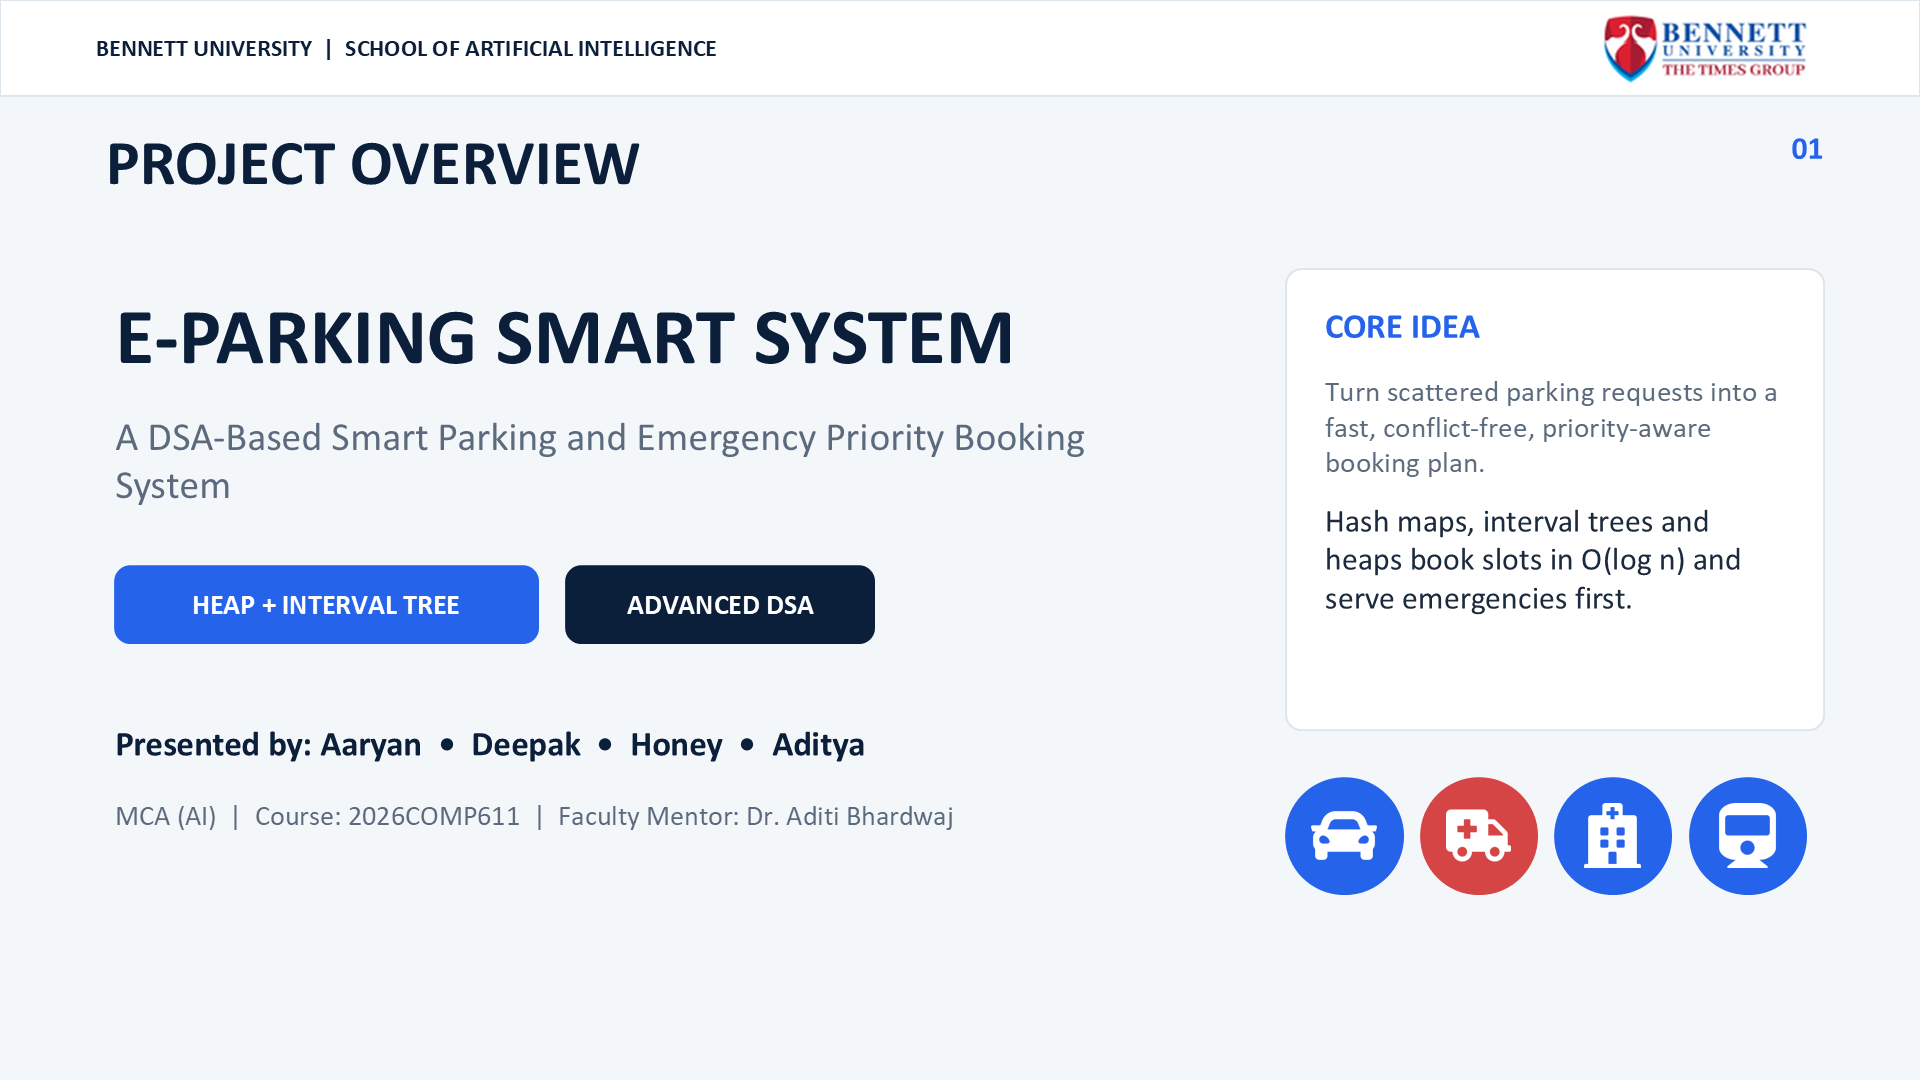 BENNETT UNIVERSITY | SCHOOL OF ARTIFICIAL INTELLIGENCE
BENNETT
UNIVERSITY
THE TIMES GROUP
PROJECT OVERVIEW
01
E-PARKING SMART SYSTEM
A DSA-Based Smart Parking and Emergency Priority Booking
System
HEAP + INTERVAL TREE
ADVANCED DSA
Presented by: Aaryan • Deepak • Honey • Aditya
MCA (AI) | Course: 2026COMP611 | Faculty Mentor: Dr. Aditi Bhardwaj
CORE IDEA
Turn scattered parking requests into a
fast, conflict-free, priority-aware
booking plan.
Hash maps, interval trees and
heaps book slots in O(log n) and
serve emergencies first.